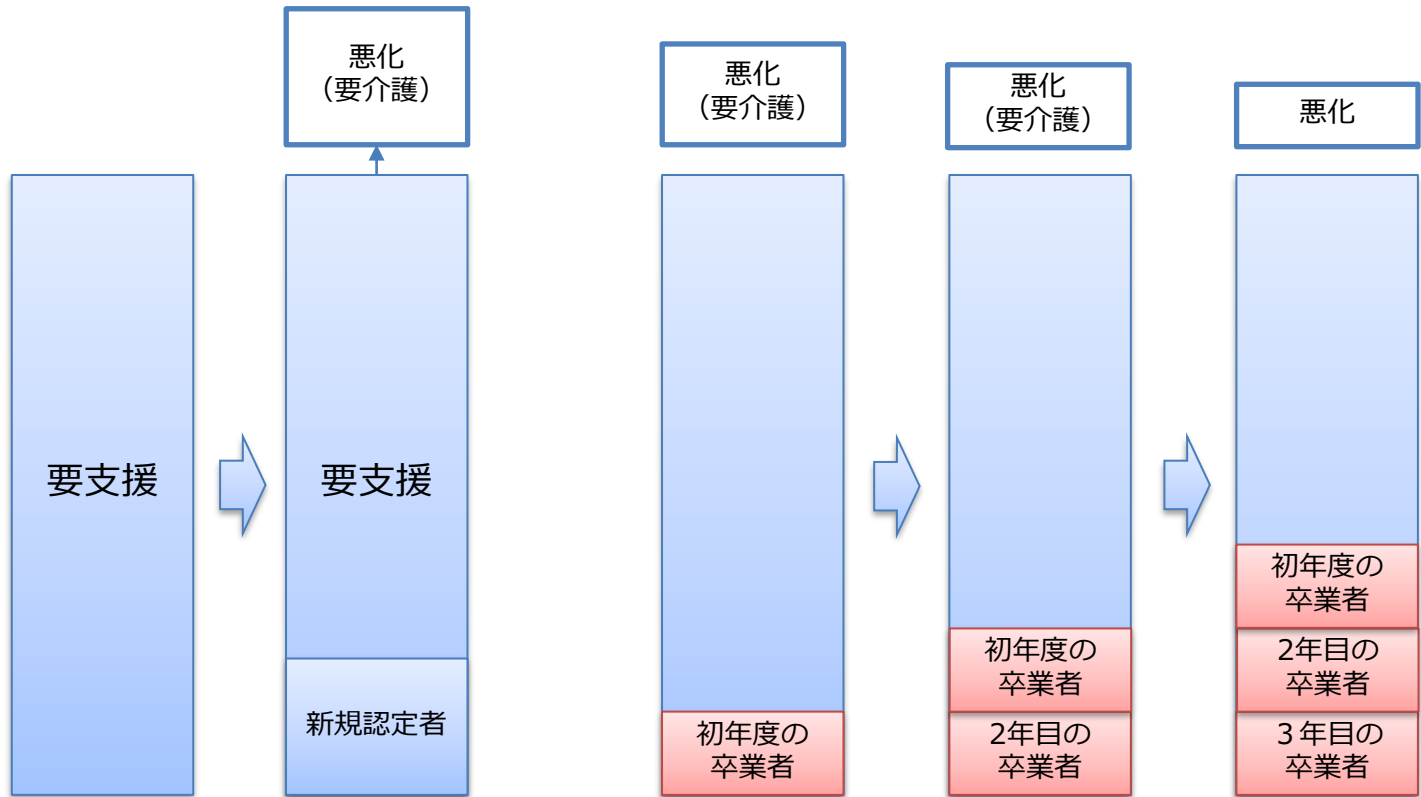 要支援
悪化
（要介護）
要支援
新規認定者
悪化
（要介護）
初年度の
卒業者
悪化
（要介護）
初年度の
卒業者
2年目の
卒業者
悪化
初年度の
卒業者
2年目の
卒業者
３年目の
卒業者